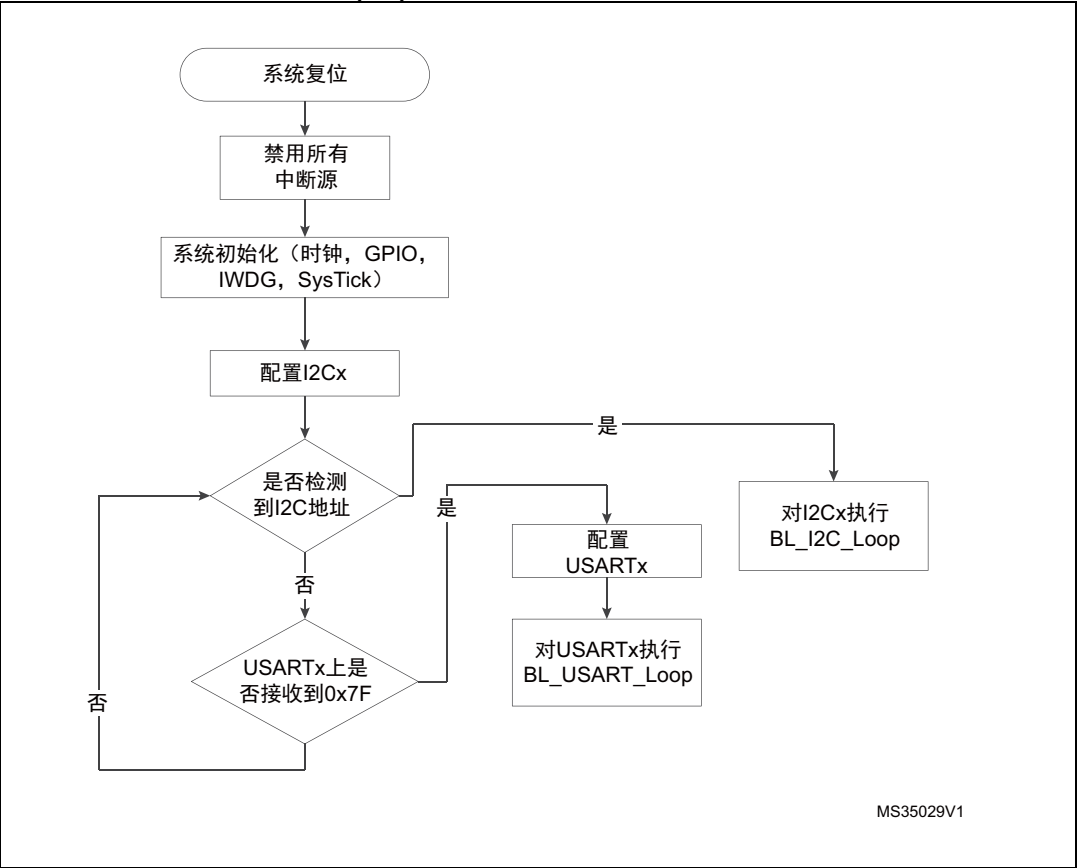 系统复位
禁用所有
中断源
系统初始化（时钟，GPIO，
IWDG，SysTick）
配置I2Cx
是否检测
到I2C地址
是
对I2Cx执行
BL_I2C_Loop
是
配置
USARTx
否
对USARTx执行
BL_USART_Loop
USARTx上是
否接收到0x7F
否
MS35029V1